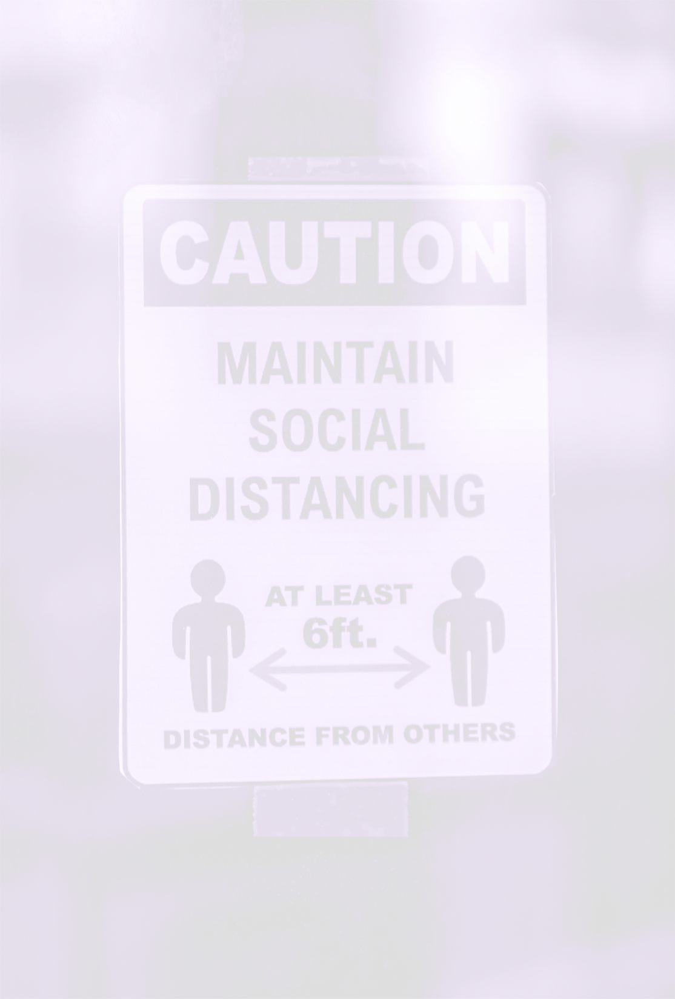 CAUTION
MAINTAIN
SOCIAL
DISTANCING
AT LEAST
6ft.
DISTANCE FROM OTHERS